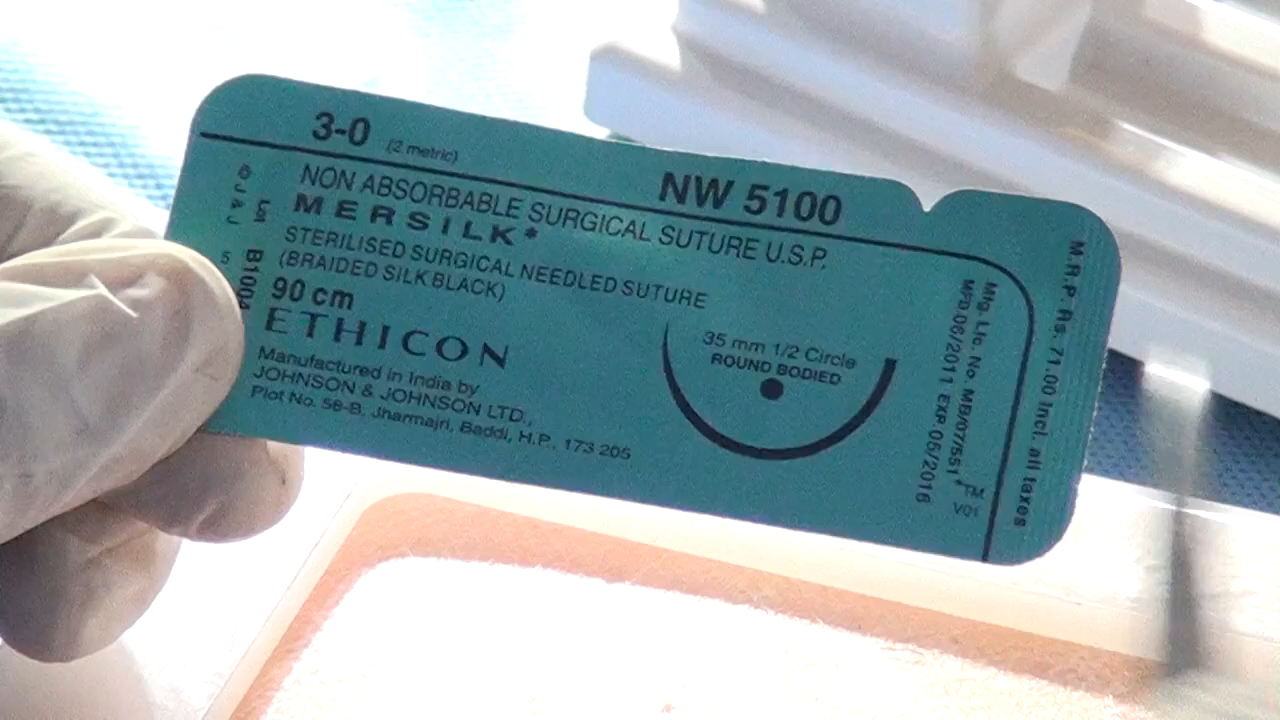 3-0 (2 metric)
NW 5100
NON ABSORBABLE SURGICAL SUTURE U.S.P.
MERSILK*
STERILISED SURGICAL NEEDLED SUTURE
(BRAIDED SILK BLACK)
90 cm
ETHICON
Manufactured in India by
JOHNSON & JOHNSON LTD.,
Plot No. 58-B, Jharmajri, Baddi, H.P., 173 205
35 mm 1/2 Circle
ROUND BODIED
© J & J
Lot B1004
5
Mfg. Lic. No. MB/07/551
MFD.06/2011 EXP.05/2016
*TM
V01
M.R.P. Rs. 71.00 Incl. all taxes